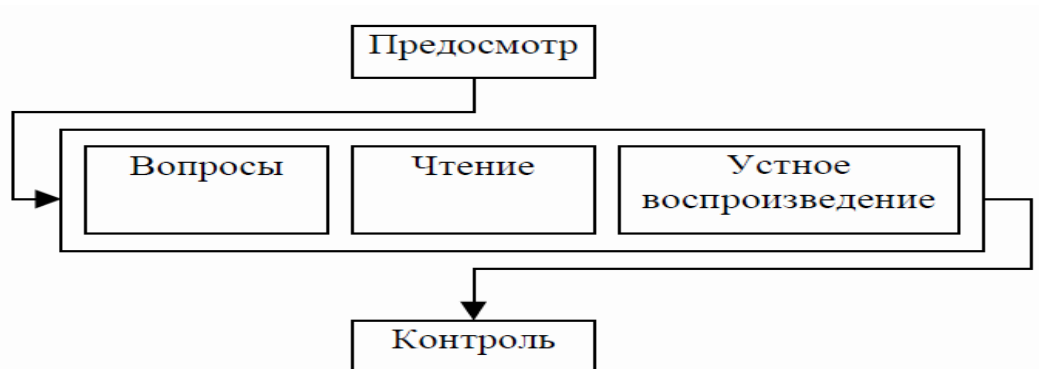 Предосмотр
Вопросы
Чтение
Устное
воспроизведение
Контроль